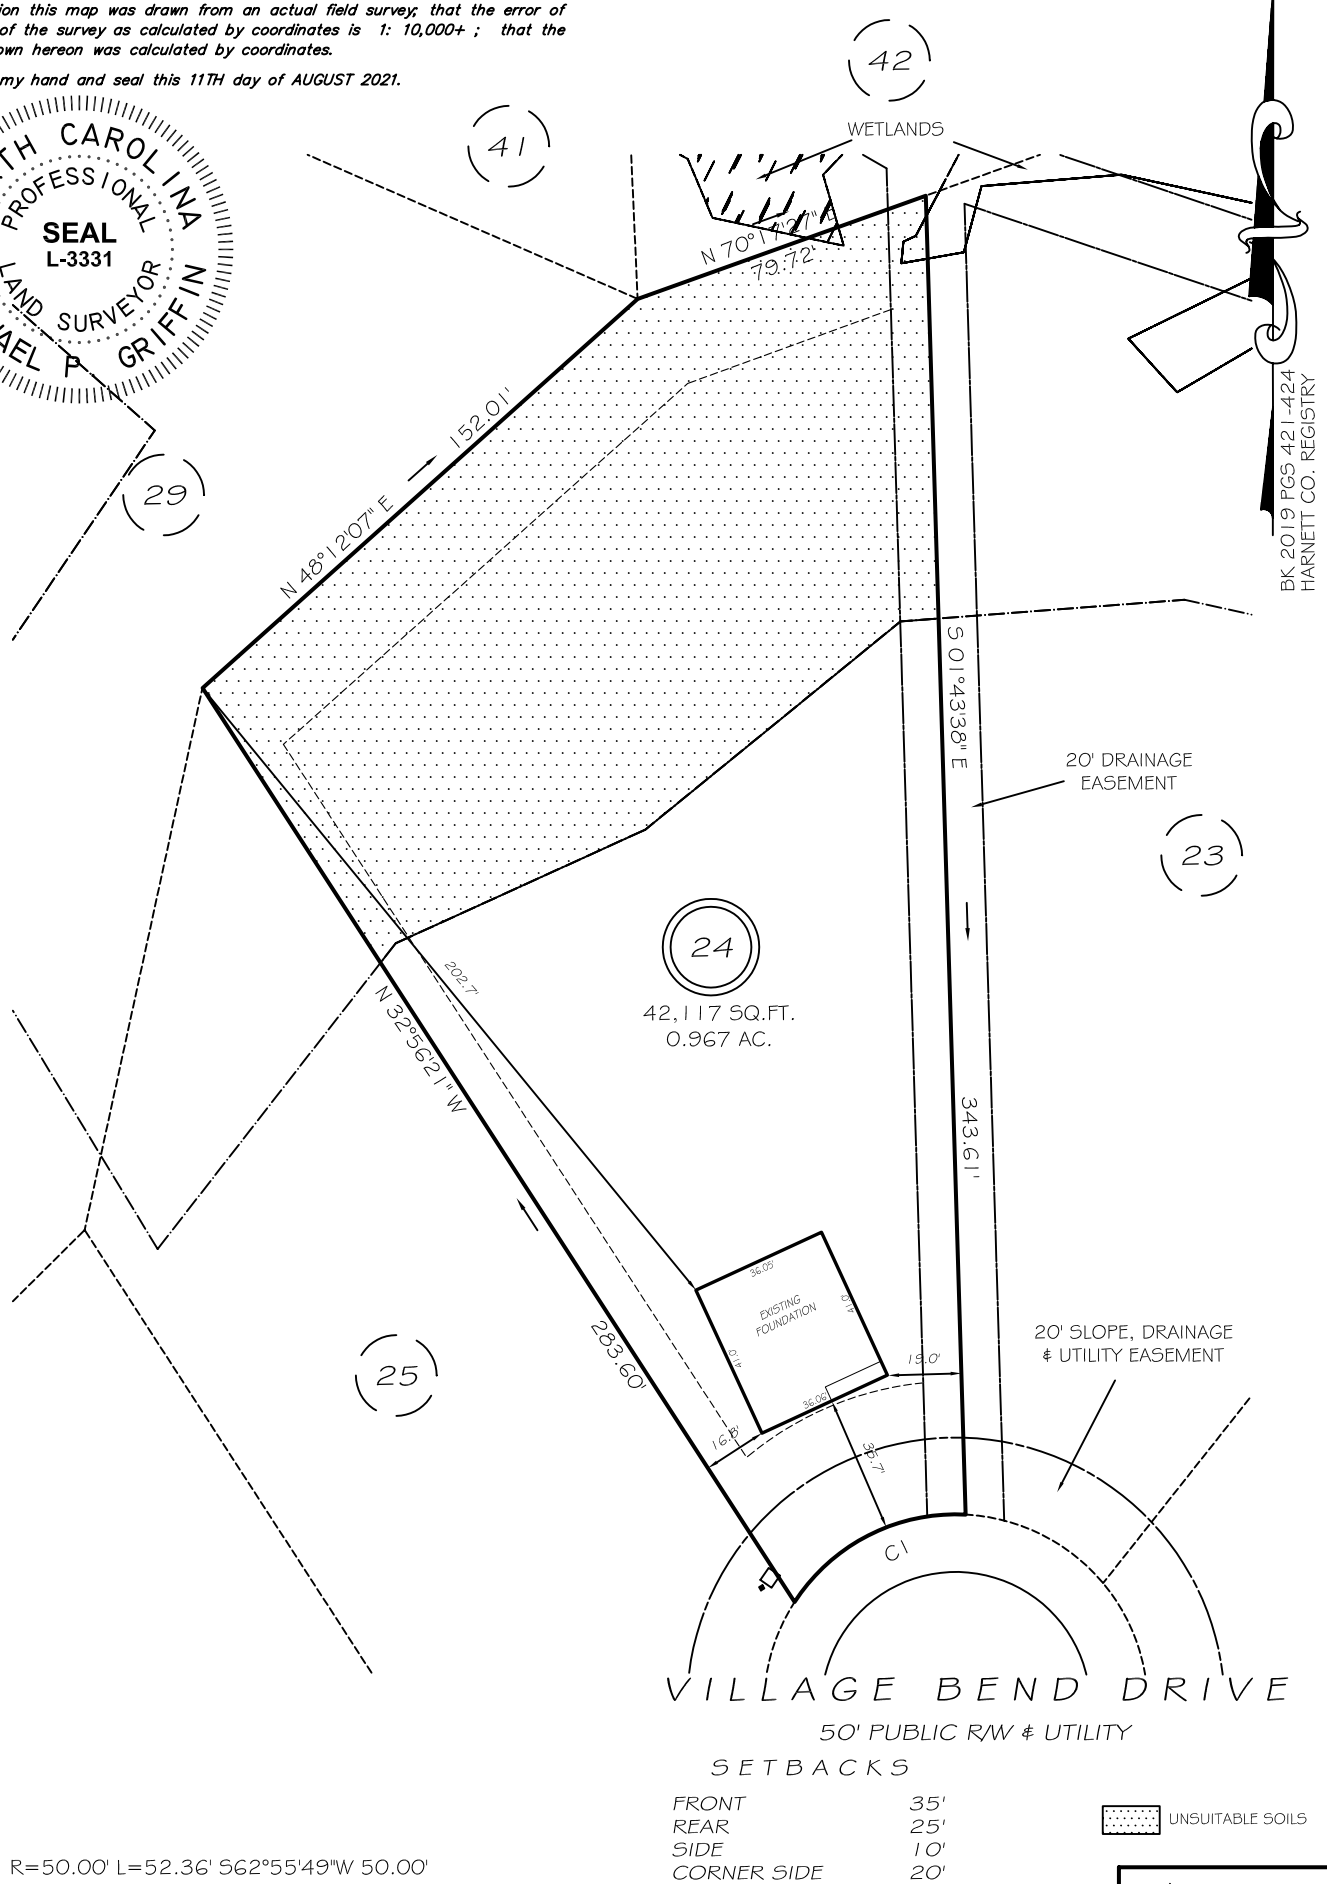 ion this map was drawn from an actual field survey; that the error of
of the survey as calculated by coordinates is 1: 10,000+ ; that the
own hereon was calculated by coordinates.
my hand and seal this 11TH day of AUGUST 2021.
TH CAROLINA
PROFESSIONAL
SEAL
L-3331
LAND SURVEYOR
AEL P GRIFFIN
42
41
WETLANDS
N 70°17'27" E
79.72'
BK 2019 PGS 421-424
HARNETT CO. REGISTRY
152.01'
N 48°12'07" E
29
S 01°43'38" E
20' DRAINAGE
EASEMENT
23
24
42,117 SQ.FT.
0.967 AC.
202.7'
N 32°56'21" W
343.61'
36.05'
EXISTING
FOUNDATION
41.0'
41.0'
36.06'
19.0'
20' SLOPE, DRAINAGE
& UTILITY EASEMENT
25
283.60'
16.8'
C1
VILLAGE BEND DRIVE
50' PUBLIC R/W & UTILITY
SETBACKS
FRONT 35'
REAR 25'
SIDE 10'
CORNER SIDE 20'
UNSUITABLE SOILS
R=50.00' L=52.36' S62°55'49"W 50.00'